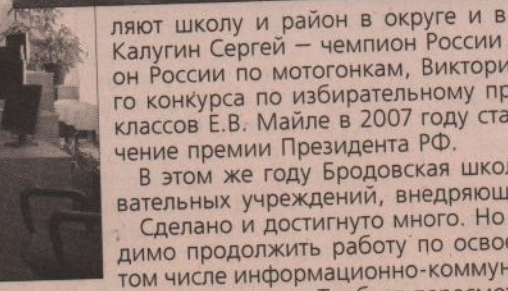 ляют школу и район в округе и в
Калугин Сергей — чемпион России
он России по мотогонкам, Виктори
го конкурса по избирательному пр
классов Е.В. Майле в 2007 году ста
чение премии Президента РФ.
В этом же году Бродовская школ
вательных учреждений, внедряющ
Сделано и достигнуто много. Но
димо продолжить работу по освое
том числе информационно-коммун